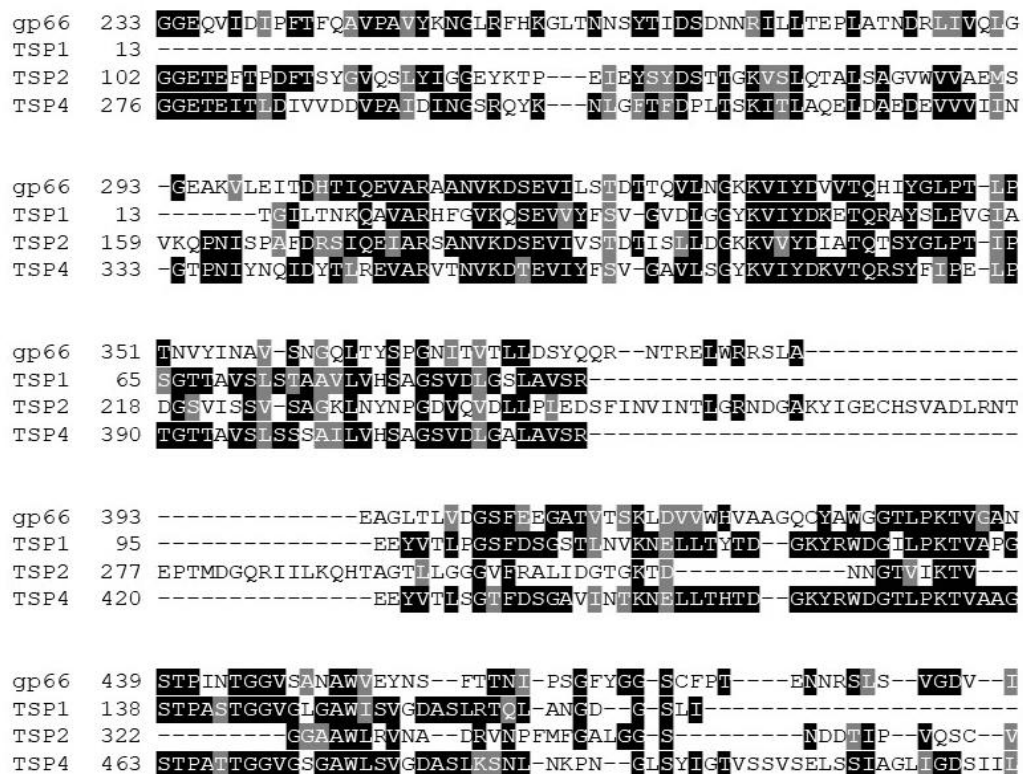 gp66 233 GGEQVIDIPFTFQAVPAVYKNGLRFHKGLTNNSYTIDSDNNRILLTEPLATNDRLIVQLG
TSP1 13 ------------------------------------------------------------
TSP2 102 GGETEFTPDFTSYGVQSLYIGGEYKTP---EIEYSYDSTTGKVSLQTALSAGVWVVAEMS
TSP4 276 GGETEITLDIVVDDVPAIDINGSRQYK---NLGFTFDPLTSKITLAQELDAEDEVVVIIN
gp66 293 -GEAKVLEITDHTIQEVARAANVKDSEVILSTDTTQVLNGKKVIYDVVTQHIYGLPT-LP
TSP1 13 -------TGILTNKQAVARHFGVKQSEVVYFSV-GVDLGGYKVIYDKETQRAYSLPVGIA
TSP2 159 VKQPNISPAFDRSIQEIARSANVKDSEVIVSTDTISLLDGKKVVYDIATQTSYGLPT-IP
TSP4 333 -GTPNIYNQIDYTLREVARVTNVKDTEVIYFSV-GAVLSGYKVIYDKVTQRSYFIPE-LP
gp66 351 TNVYINAV-SNGQLTYSPGNITVTLLDSYQQR--NTRELWRRSLA---------------
TSP1 65 SGTTAVSLSTAAVLVHSAGSVDLGSLAVSR------------------------------
TSP2 218 DGSVISSV-SAGKLNYNPGDVQVDLLPLEDSFINVINTLGRNDGAKYIGECHSVADLRNT
TSP4 390 TGTTAVSLSSSAILVHSAGSVDLGALAVSR------------------------------
gp66 393 --------------EAGLTLVDGSFEEGATVTSKLDVVWHVAAGQCYAWGGTLPKTVGAN
TSP1 95 ---------------EEYVTLPGSFDSGSTLNVKNELLTYTD--GKYRWDGILPKTVAPG
TSP2 277 EPTMDGQRIILKQHTAGTLLGGGVFRALIDGTGKTD------------NNGTVIKTV---
TSP4 420 ---------------EEYVTLSGTFDSGAVINTKNELLTHTD--GKYRWDGTLPKTVAAG
gp66 439 STPINTGGVSANAWVEYNS--FTTNI-PSGFYGG-SCFPT----ENNRSLS--VGDV--I
TSP1 138 STPASTGGVGLGAWISVGDASLRTQL-ANGD--G-SLI----------------------
TSP2 322 ---------GGAAWLRVNA--DRVNPFMFGALGG-S---------NDDTIP--VQSC--V
TSP4 463 STPATTGGVGSGAWLSVGDASLKSNL-NKPN--GLSYIGTVSSVSELSSIAGLIGDSIIL